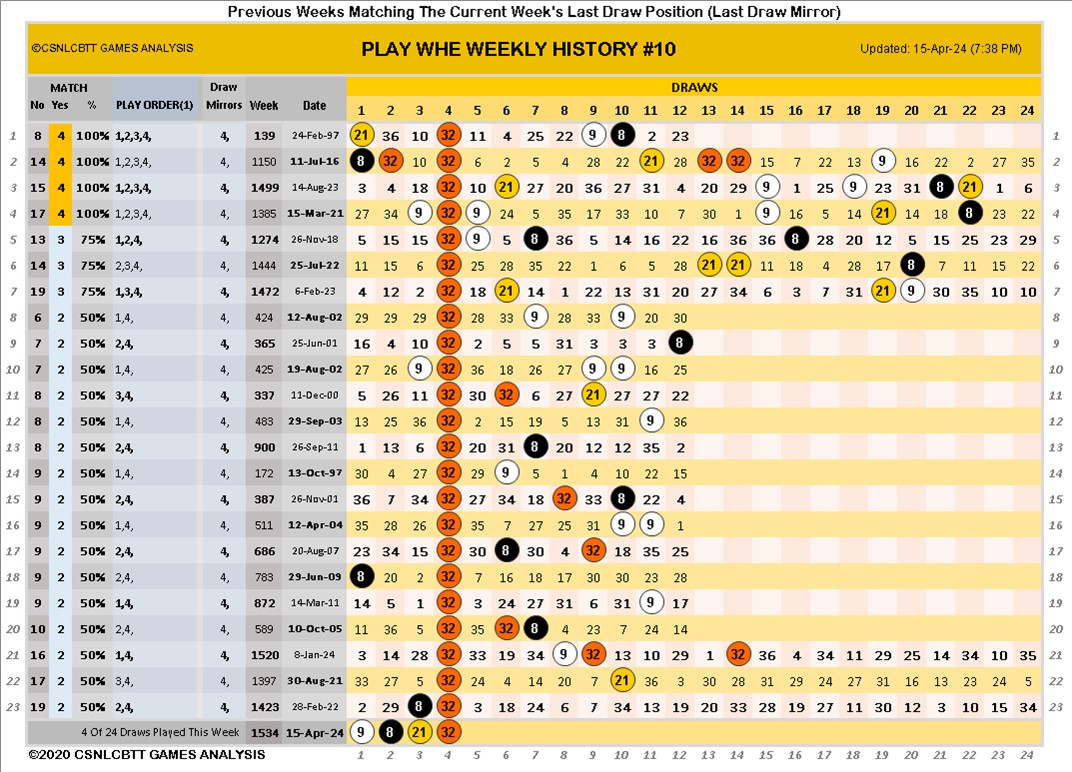 Previous Weeks Matching The Current Week's Last Draw Position (Last Draw Mirror)
©CSNLCBTT GAMES ANALYSIS PLAY WHE WEEKLY HISTORY #10 Updated: 15-Apr-24 (7:38 PM)
MATCH Draw DRAWS
No Yes % PLAY ORDER(1) Mirrors Week Date 1 2 3 4 5 6 7 8 9 10 11 12 13 14 15 16 17 18 19 20 21 22 23 24
1 8 4 100% 1,2,3,4, 4, 139 24-Feb-97 21 36 10 32 11 4 25 22 9 8 2 23 1
2 14 4 100% 1,2,3,4, 4, 1150 11-Jul-16 8 32 10 32 6 2 5 4 28 22 21 28 32 32 15 7 22 13 9 16 22 2 27 35 2
3 15 4 100% 1,2,3,4, 4, 1499 14-Aug-23 3 4 18 32 10 21 27 20 36 27 31 4 20 29 9 1 25 9 23 31 8 21 1 6 3
4 17 4 100% 1,2,3,4, 4, 1385 15-Mar-21 27 34 9 32 9 24 5 35 17 33 10 7 30 1 9 16 5 14 21 14 18 8 23 22 4
5 13 3 75% 1,2,4, 4, 1274 26-Nov-18 5 15 15 32 9 5 8 36 5 14 16 22 16 36 36 8 28 20 12 5 15 25 23 29 5
6 14 3 75% 2,3,4, 4, 1444 25-Jul-22 11 15 6 32 25 28 35 22 1 6 5 28 21 21 11 18 4 28 17 8 7 11 15 22 6
7 19 3 75% 1,3,4, 4, 1472 6-Feb-23 4 12 2 32 18 21 14 1 22 13 31 20 27 34 6 3 7 31 21 9 30 35 10 10 7
8 6 2 50% 1,4, 4, 424 12-Aug-02 29 29 29 32 28 33 9 28 33 9 20 30 8
9 7 2 50% 2,4, 4, 365 25-Jun-01 16 4 10 32 2 5 5 31 3 3 3 8 9
10 7 2 50% 1,4, 4, 425 19-Aug-02 27 26 9 32 36 18 26 27 9 9 16 25 10
11 8 2 50% 3,4, 4, 337 11-Dec-00 5 26 11 32 30 32 6 27 21 27 27 22 11
12 8 2 50% 1,4, 4, 483 29-Sep-03 13 25 36 32 2 15 19 5 13 31 9 36 12
13 8 2 50% 2,4, 4, 900 26-Sep-11 1 13 6 32 20 31 8 20 12 12 35 2 13
14 9 2 50% 1,4, 4, 172 13-Oct-97 30 4 27 32 29 9 5 1 4 10 22 15 14
15 9 2 50% 2,4, 4, 387 26-Nov-01 36 7 34 32 27 34 18 32 33 8 22 4 15
16 9 2 50% 1,4, 4, 511 12-Apr-04 35 28 26 32 35 7 27 25 31 9 9 1 16
17 9 2 50% 2,4, 4, 686 20-Aug-07 23 34 15 32 30 8 30 4 32 18 35 25 17
18 9 2 50% 2,4, 4, 783 29-Jun-09 8 20 2 32 7 16 18 17 30 30 23 28 18
19 9 2 50% 1,4, 4, 872 14-Mar-11 14 5 1 32 3 24 27 31 6 31 9 17 19
20 10 2 50% 2,4, 4, 589 10-Oct-05 11 36 5 32 35 32 8 4 23 7 24 14 20
21 16 2 50% 1,4, 4, 1520 8-Jan-24 3 14 28 32 33 19 34 9 32 13 10 29 1 32 36 4 34 11 29 25 14 34 10 35 21
22 17 2 50% 3,4, 4, 1397 30-Aug-21 33 27 5 32 24 4 14 20 7 21 36 3 30 28 29 4 29 27 31 16 13 23 24 5 22
23 19 2 50% 2,4, 4, 1423 28-Feb-22 2 29 8 32 3 18 24 6 7 34 13 19 20 33 28 19 27 11 30 12 3 10 15 34 23
4 Of 24 Draws Played This Week 1534 15-Apr-24 9 8 21 32
©2020 CSNLCBTT GAMES ANALYSIS 1 2 3 4 5 6 7 8 9 10 11 12 13 14 15 16 17 18 19 20 21 22 23 24